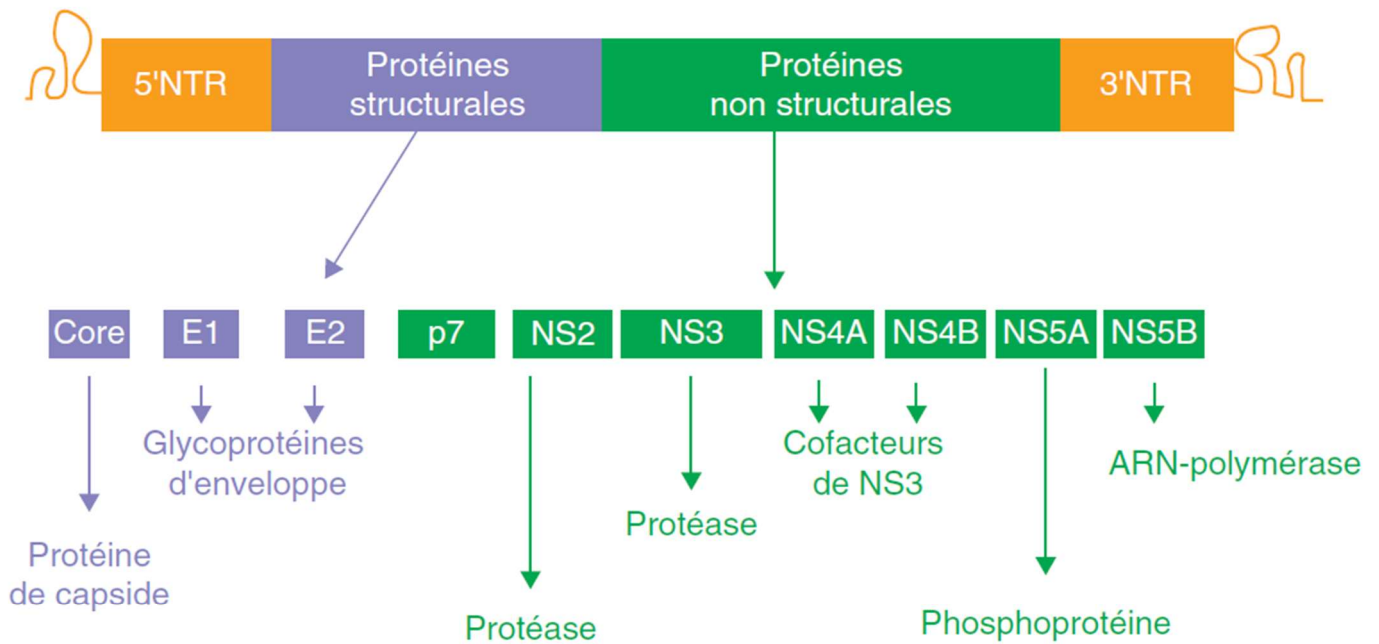 5'NTR
Protéines
structurales
Protéines
non structurales
3'NTR
Core
E1
E2
p7
NS2
NS3
NS4A
NS4B
NS5A
NS5B
Glycoprotéines
d'enveloppe
Cofacteurs
de NS3
ARN-polymérase
Protéase
Protéine
de capside
Protéase
Phosphoprotéine